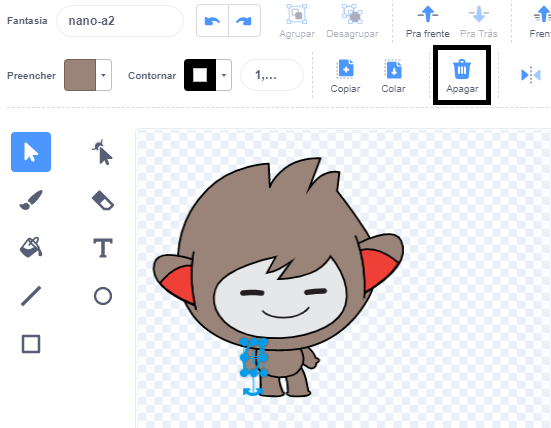 Fantasia nano-a2 Agrupar Desagrupar Pra frente Pra Trás Frent
Preencher Contornar 1,... Copiar Colar Apagar
T